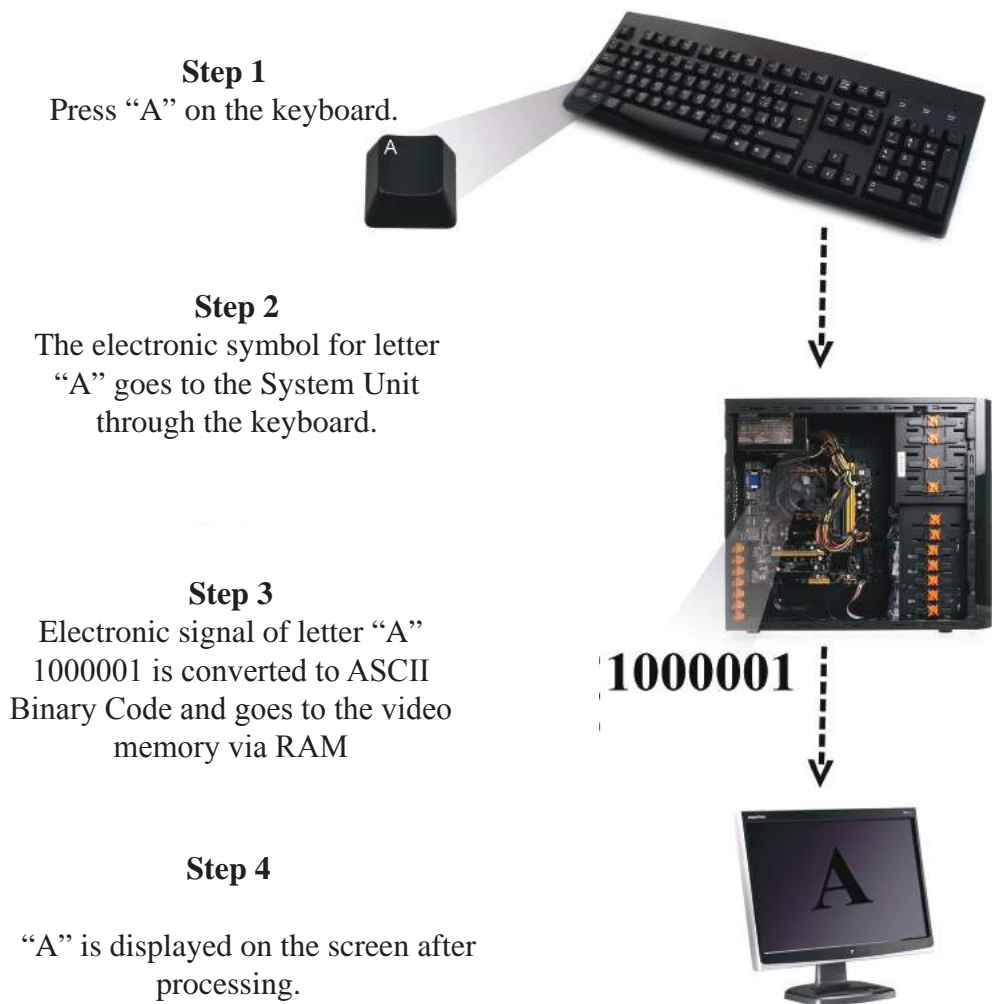 Step 1
Press “A” on the keyboard.
A
Step 2
The electronic symbol for letter
“A” goes to the System Unit
through the keyboard.
Step 3
Electronic signal of letter “A”
1000001 is converted to ASCII
Binary Code and goes to the video
memory via RAM
1000001
Step 4
“A” is displayed on the screen after
processing.
A